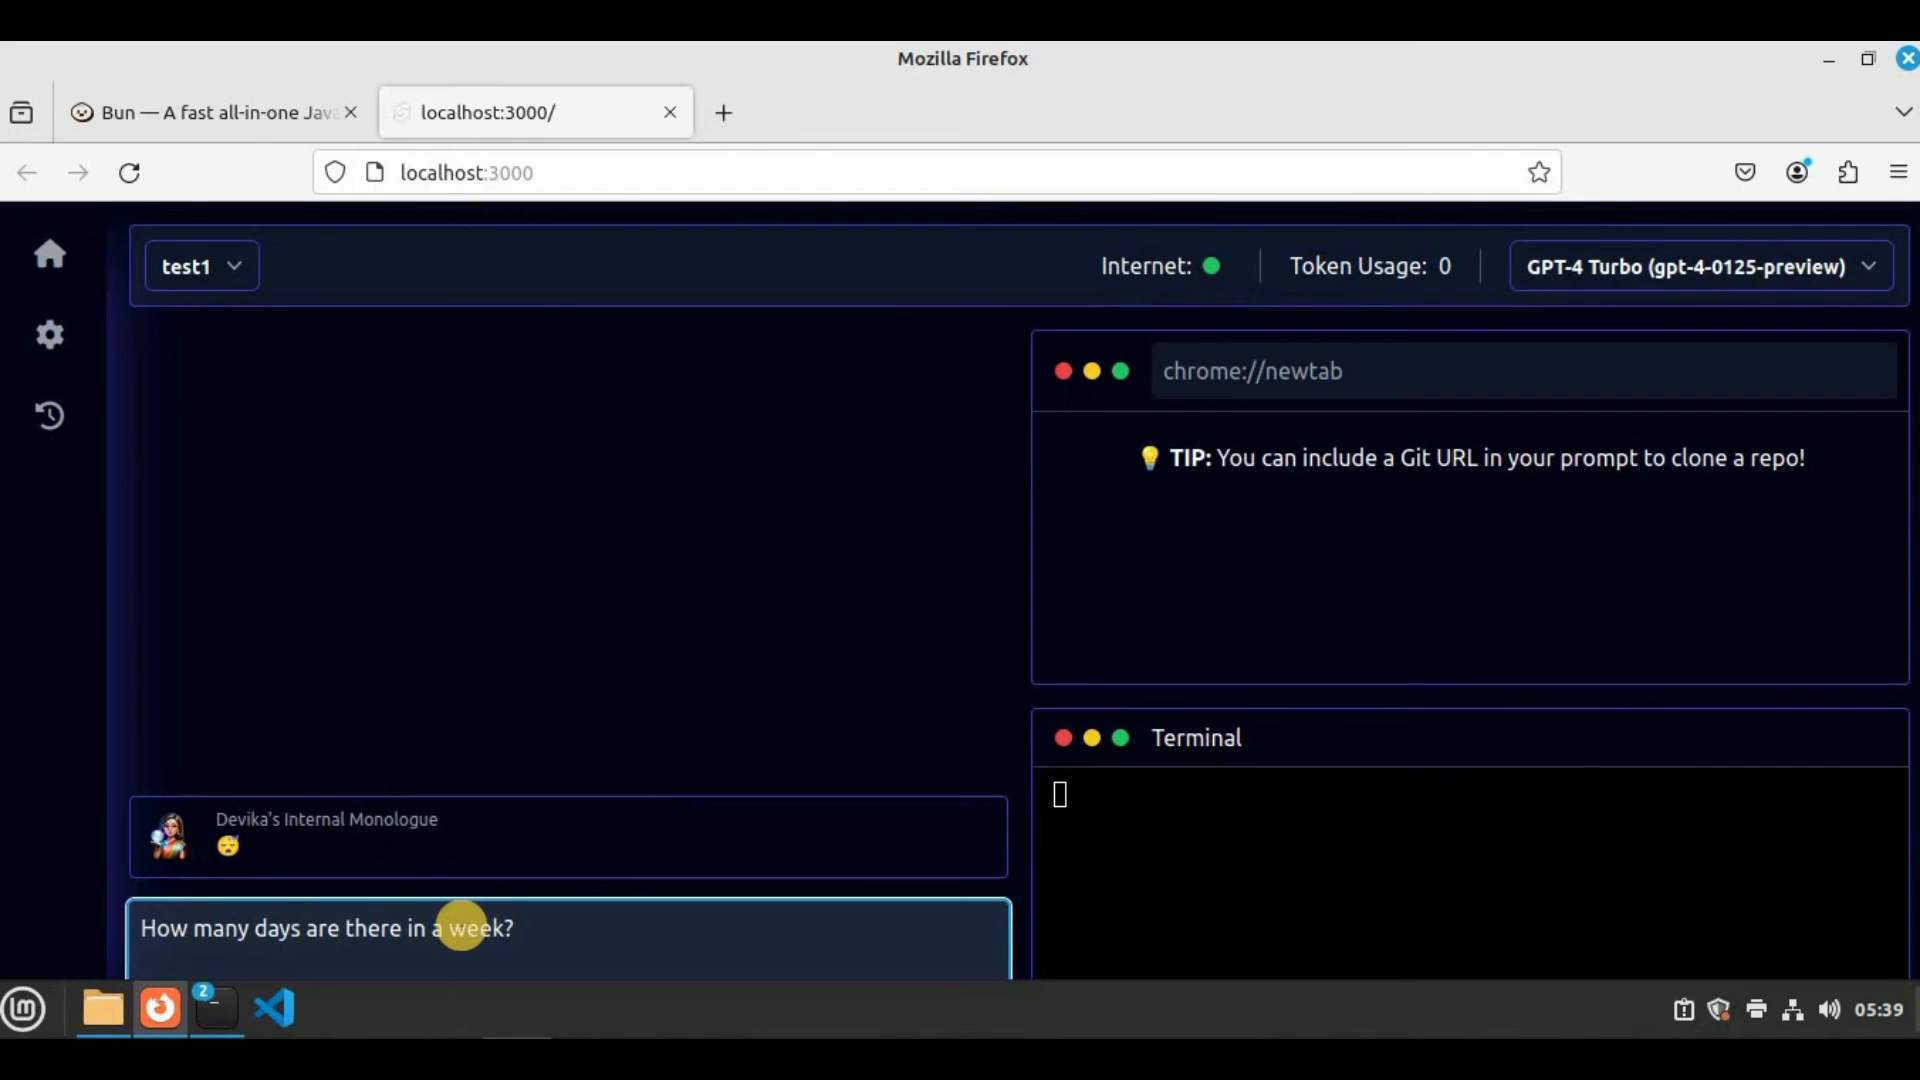 Mozilla Firefox
Bun — A fast all-in-one Java
localhost:3000/
localhost:3000
test1
Internet:
Token Usage: 0
GPT-4 Turbo (gpt-4-0125-preview)
chrome://newtab
💡 TIP: You can include a Git URL in your prompt to clone a repo!
Terminal
Devika's Internal Monologue
😴
How many days are there in a week?
2
05:39